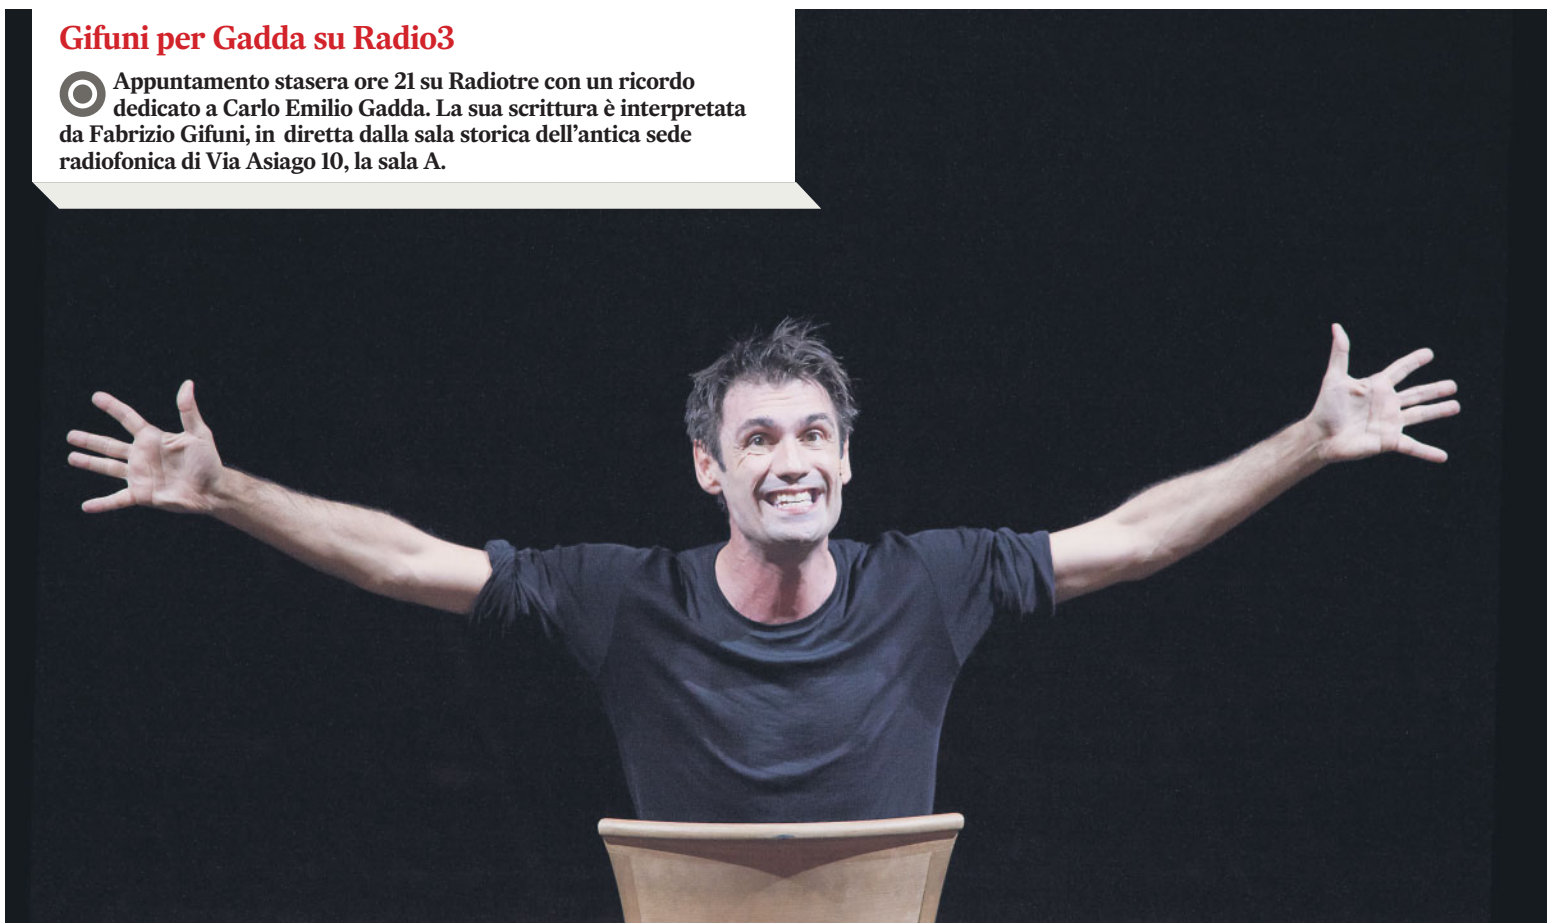 Gifuni per Gadda su Radio3
Appuntamento stasera ore 21 su Radiotre con un ricordo
dedicato a Carlo Emilio Gadda. La sua scrittura è interpretata
da Fabrizio Gifuni, in diretta dalla sala storica dell’antica sede
radiofonica di Via Asiago 10, la sala A.